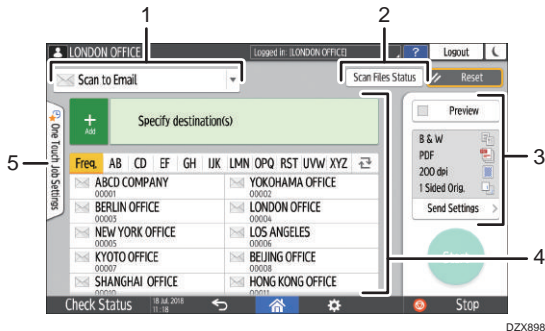 1
2
LONDON OFFICE
Logged in: [LONDON OFFICE]
?
Logout
Scan to Email
Scan Files Status
Reset
Add
Specify destination(s)
Preview
One Touch Job Settings
5
3
4
Freq. AB CD EF GH IJK LMN OPQ RST UVW XYZ
B & W
PDF
200 dpi
1 Sided Orig.
Send Settings
ABCD COMPANY
00001
YOKOHAMA OFFICE
00002
BERLIN OFFICE
00003
LONDON OFFICE
00004
NEW YORK OFFICE
00005
LOS ANGELES
00006
KYOTO OFFICE
00007
BEIJING OFFICE
00008
SHANGHAI OFFICE
HONG KONG OFFICE
Check Status
18 Jul. 2018
11:18
Stop
DZX898